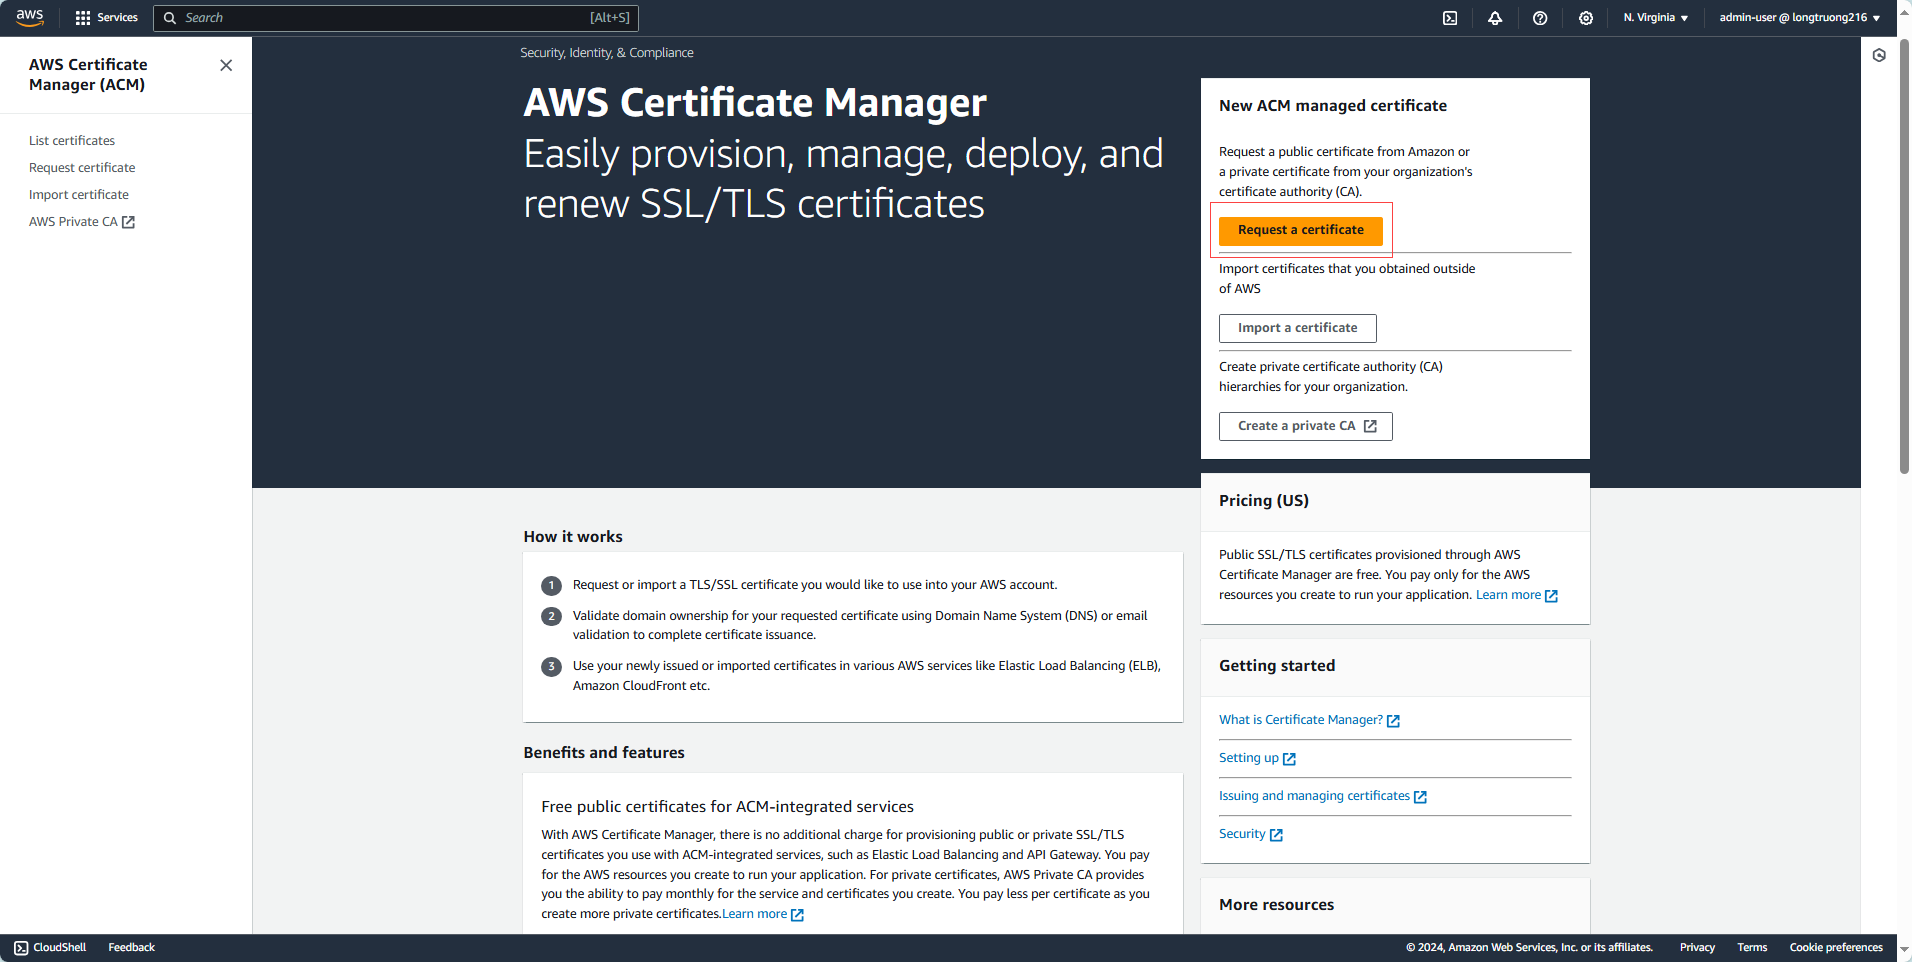 aws
Services
Search
[Alt+S]
N. Virginia
admin-user @ longtruong216
AWS Certificate
Manager (ACM)
List certificates
Request certificate
Import certificate
AWS Private CA
Security, Identity, & Compliance
AWS Certificate Manager
Easily provision, manage, deploy, and
renew SSL/TLS certificates
New ACM managed certificate
Request a public certificate from Amazon or
a private certificate from your organization's
certificate authority (CA).
Request a certificate
Import certificates that you obtained outside
of AWS
Import a certificate
Create private certificate authority (CA)
hierarchies for your organization.
Create a private CA
Pricing (US)
Public SSL/TLS certificates provisioned through AWS
Certificate Manager are free. You pay only for the AWS
resources you create to run your application. Learn more
Getting started
What is Certificate Manager?
Setting up
Issuing and managing certificates
Security
More resources
How it works
1 Request or import a TLS/SSL certificate you would like to use into your AWS account.
2 Validate domain ownership for your requested certificate using Domain Name System (DNS) or email
validation to complete certificate issuance.
3 Use your newly issued or imported certificates in various AWS services like Elastic Load Balancing (ELB),
Amazon CloudFront etc.
Benefits and features
Free public certificates for ACM-integrated services
With AWS Certificate Manager, there is no additional charge for provisioning public or private SSL/TLS
certificates you use with ACM-integrated services, such as Elastic Load Balancing and API Gateway. You pay
for the AWS resources you create to run your application. For private certificates, AWS Private CA provides
you the ability to pay monthly for the service and certificates you create. You pay less per certificate as you
create more private certificates.Learn more
CloudShell
Feedback
© 2024, Amazon Web Services, Inc. or its affiliates.
Privacy
Terms
Cookie preferences